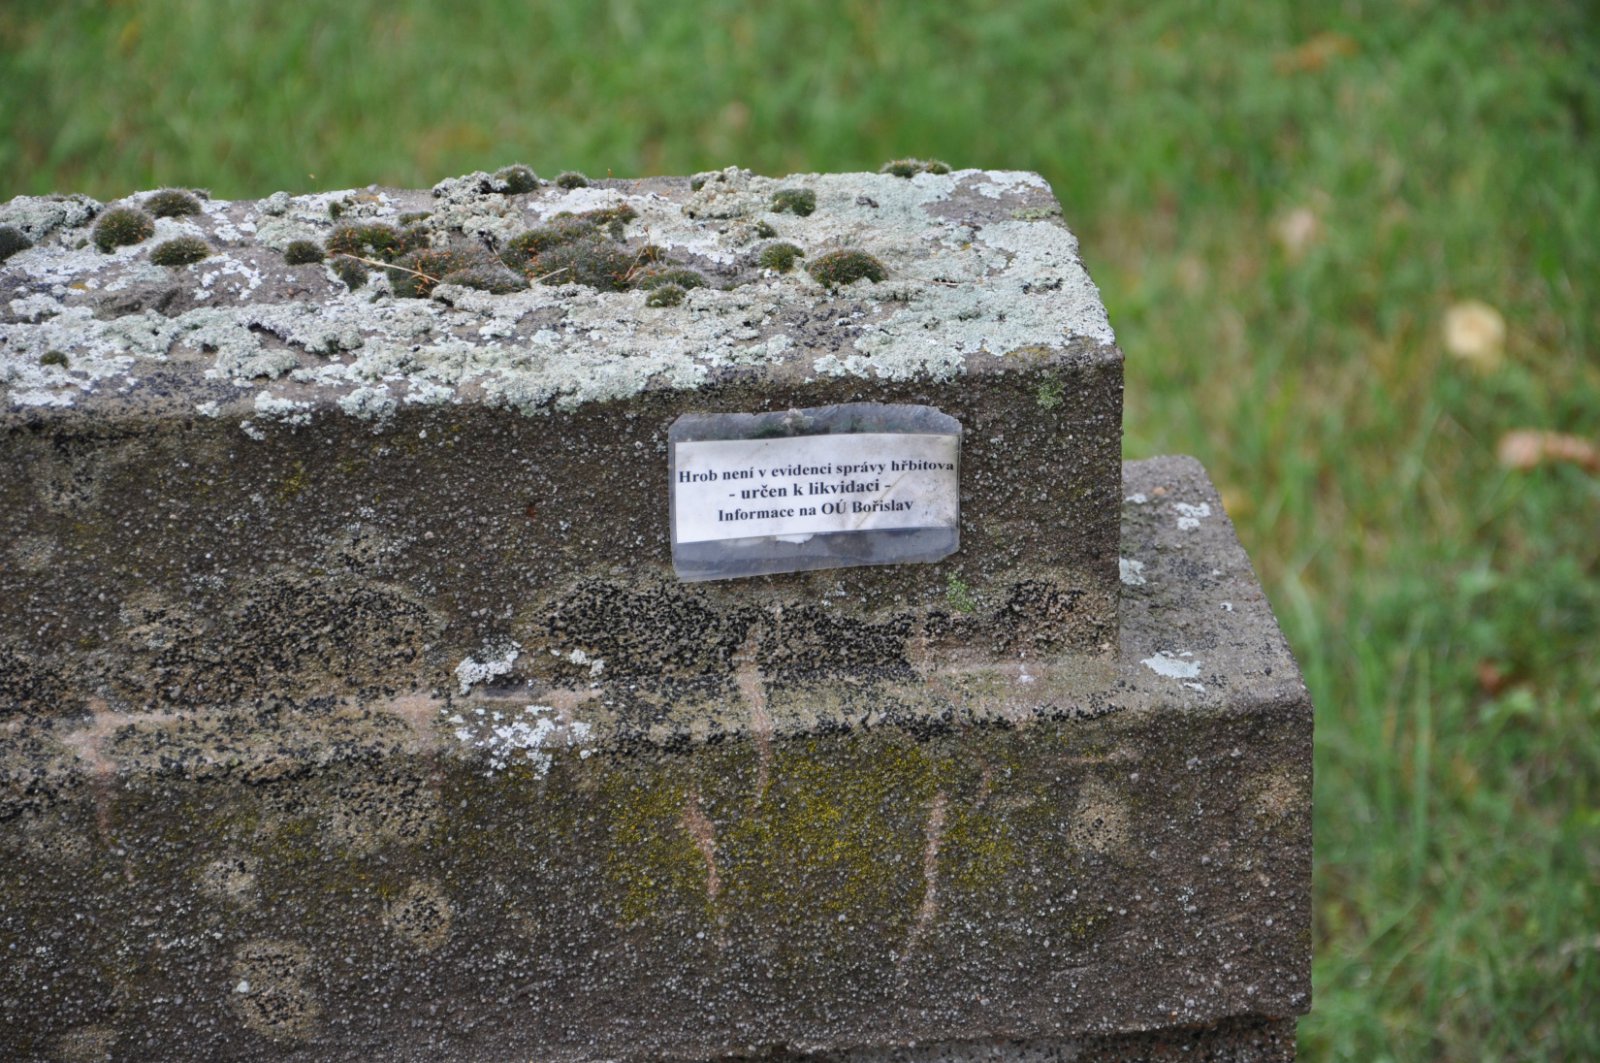 Hrob není v evidenci správy hřbitova
- určen k likvidaci -
Informace na OÚ Bořislav